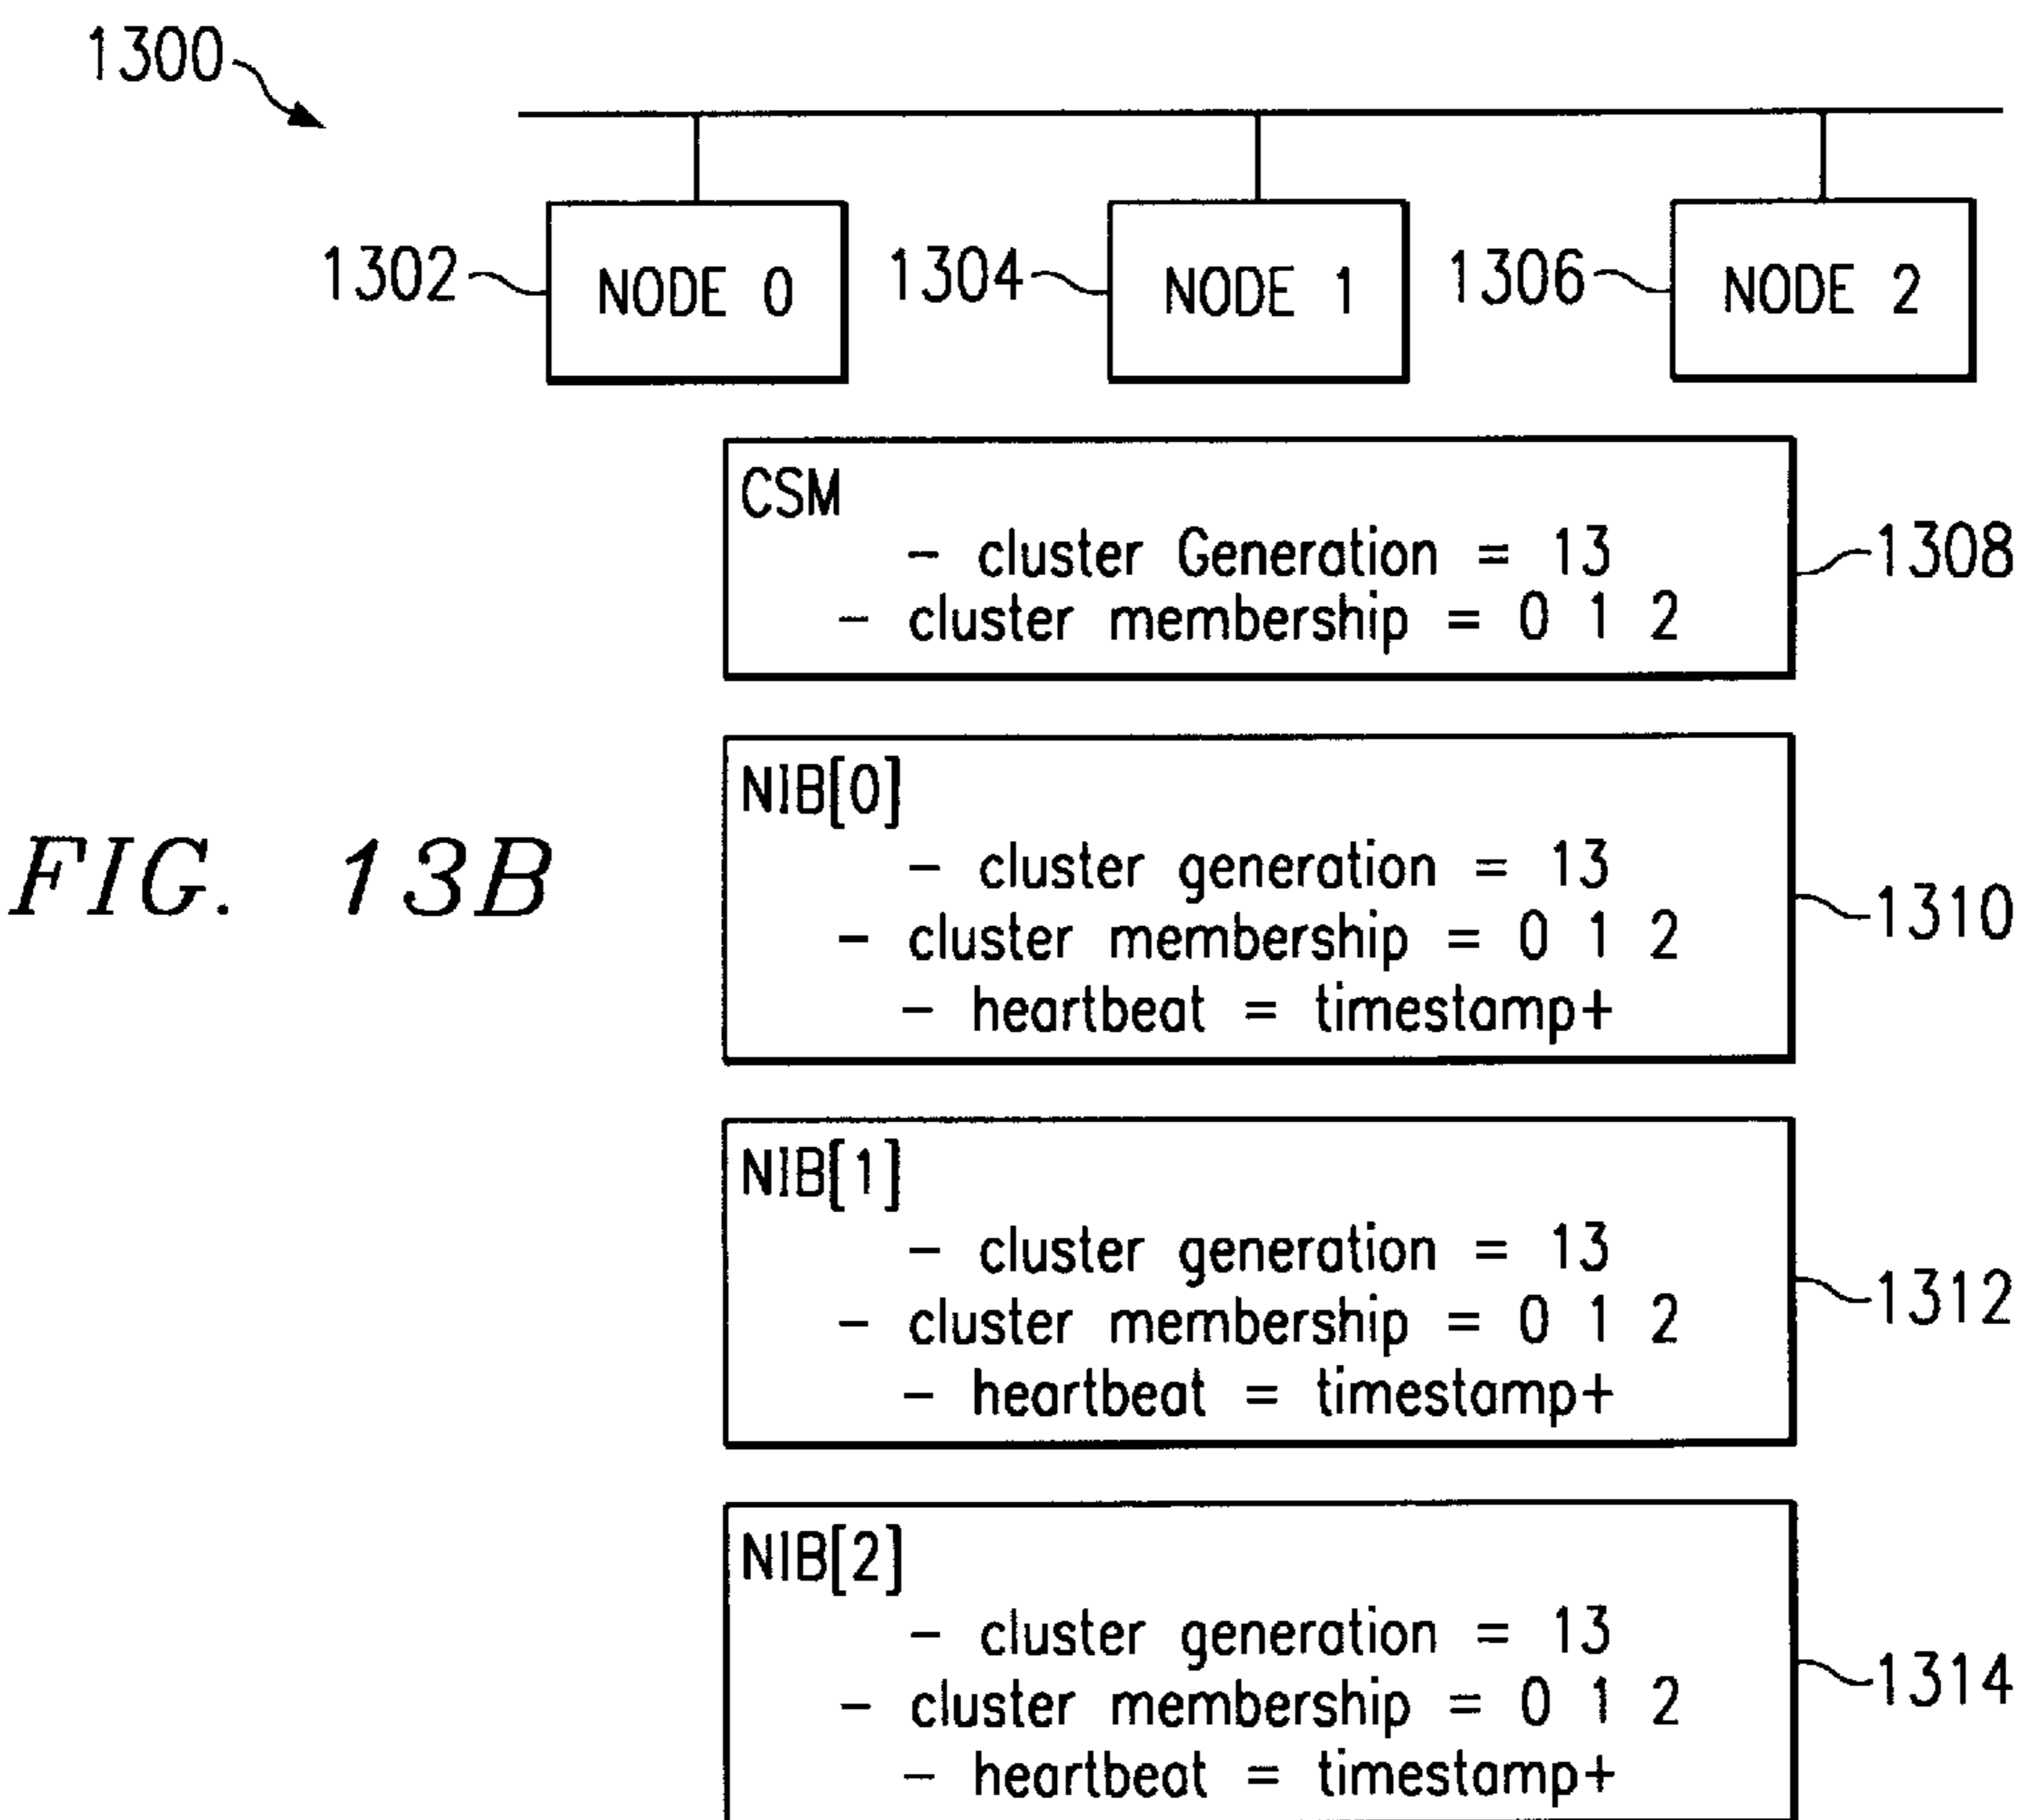 1300
1302
NODE 0
1304
NODE 1
1306
NODE 2
CSM
- cluster Generation = 13
- cluster membership = 0 1 2
1308
NIB[0]
- cluster generation = 13
- cluster membership = 0 1 2
- heartbeat = timestamp+
1310
FIG. 13B
NIB[1]
- cluster generation = 13
- cluster membership = 0 1 2
- heartbeat = timestamp+
1312
NIB[2]
- cluster generation = 13
- cluster membership = 0 1 2
- heartbeat = timestamp+
1314